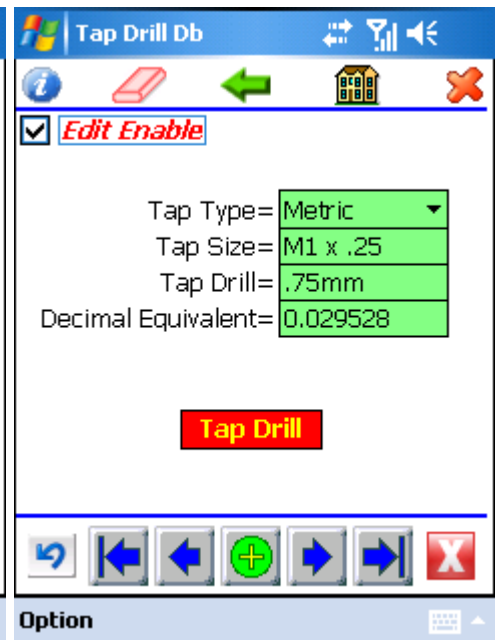 Tap Drill Db
Edit Enable
Tap Type= Metric
Tap Size= M1 x .25
Tap Drill= .75mm
Decimal Equivalent= 0.029528
Tap Drill
X
Option